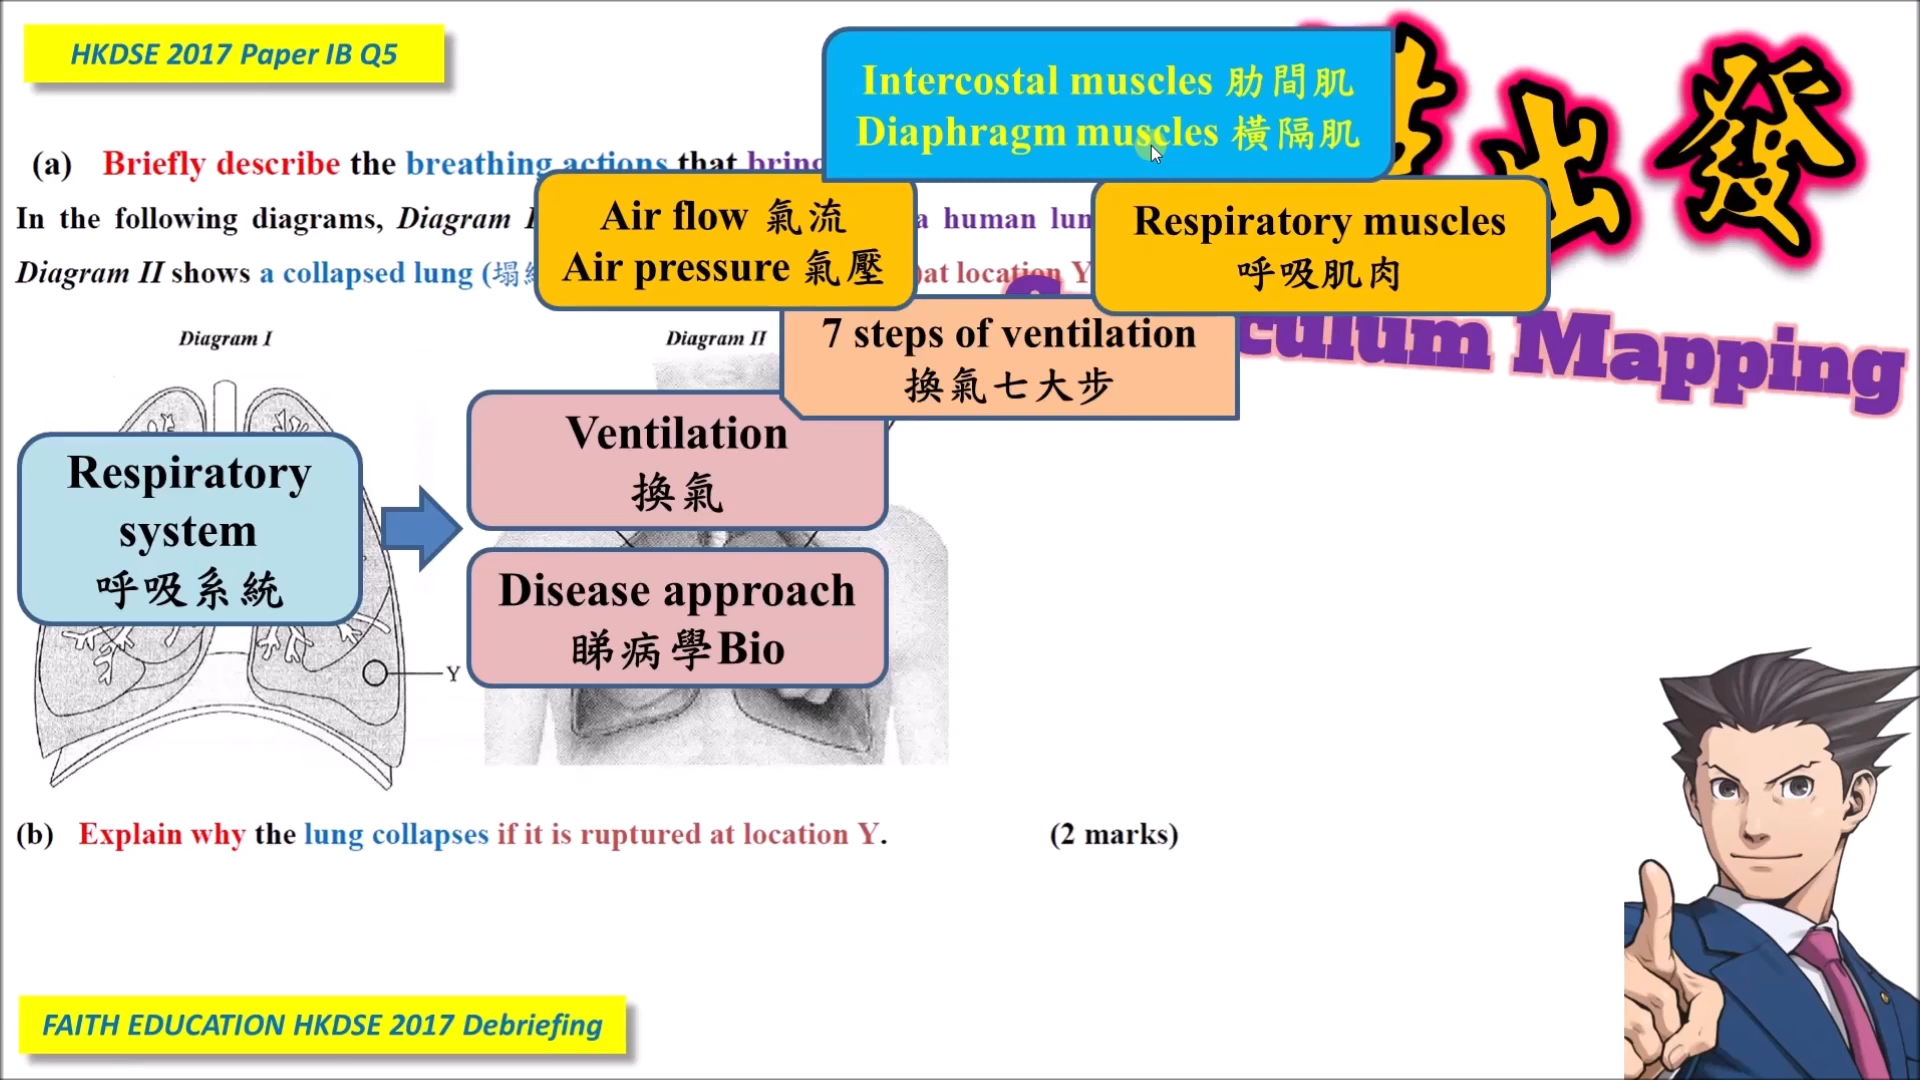 HKDSE 2017 Paper IB Q5
Intercostal muscles 肋間肌
Diaphragm muscles 橫隔肌
出發
(a) Briefly describe the breathing actions that bring
Air flow 氣流
Air pressure 氣壓
Respiratory muscles
呼吸肌肉
In the following diagrams, Diagram I a human lun
Diagram II shows a collapsed lung (塌 )at location Y
7 steps of ventilation
換氣七大步
culum Mapping
Diagram I
Diagram II
Respiratory
system
呼吸系統
Ventilation
換氣
Disease approach
睇病學Bio
Y
(b) Explain why the lung collapses if it is ruptured at location Y. (2 marks)
FAITH EDUCATION HKDSE 2017 Debriefing